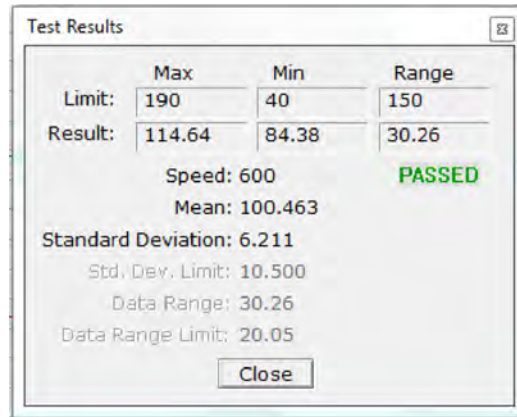 Test Results
Max Min Range
Limit: 190 40 150
Result: 114.64 84.38 30.26
Speed: 600 PASSED
Mean: 100.463
Standard Deviation: 6.211
Std. Dev. Limit: 10.500
Data Range: 30.26
Data Range Limit: 20.05
Close